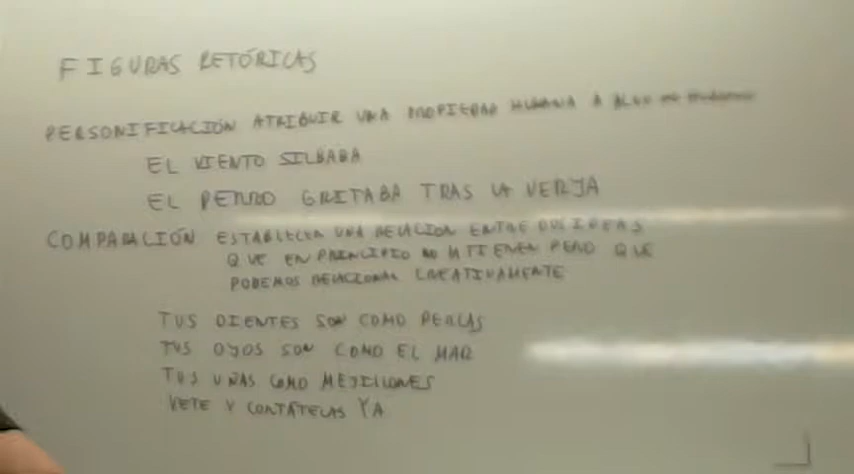 FIGURAS RETÓRICAS
PERSONIFICACIÓN ATRIBUIR UNA PROPIEDAD HUMANA A ALGO
EL VIENTO SILBABA
EL PERRO GRITABA TRAS LA VERJA
COMPARACIÓN ESTABLECER UNA RELACIÓN ENTRE DOS IDEAS
QUE EN PRINCIPIO NO LA TIENEN PERO QUE
PODEMOS RELACIONAR CREATIVAMENTE
TUS DIENTES SON COMO PERLAS
TUS OJOS SON COMO EL MAR
TUS UÑAS COMO MEJILLONES
VETE Y CORTÁTELAS YA